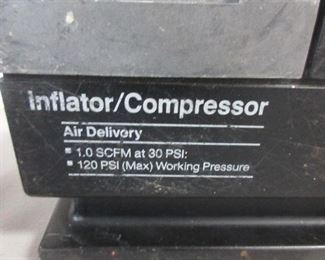 Inflator/Compressor
Air Delivery
▪ 1.0 SCFM at 30 PSI:
▪ 120 PSI (Max) Working Pressure